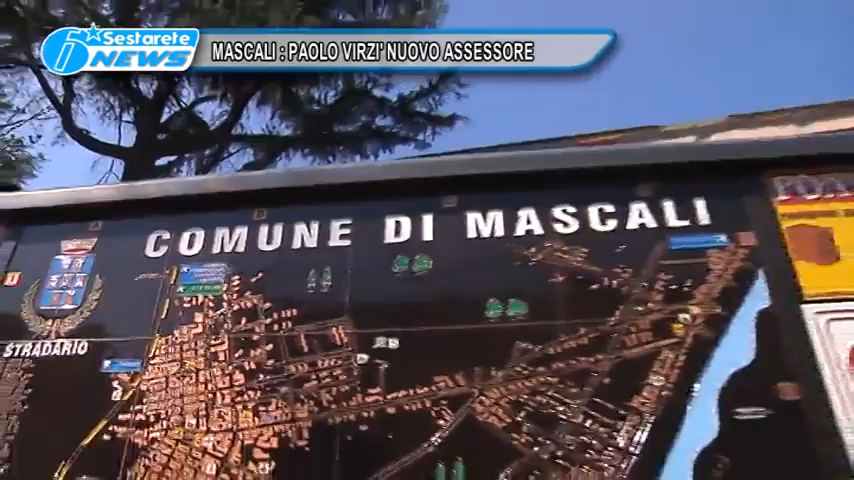 Sestarete
NEWS
MASCALI : PAOLO VIRZI' NUOVO ASSESSORE
COMUNE DI MASCALI
STRADARIO